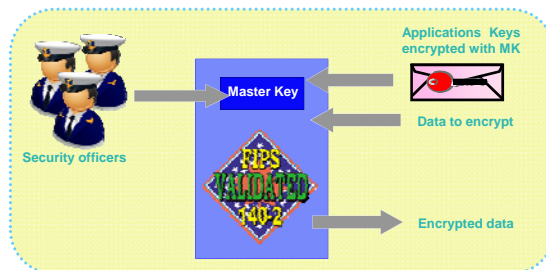 Applications Keys
encrypted with MK
Master Key
Data to encrypt
Security officers
FIPS
VALIDATED
140-2
Encrypted data